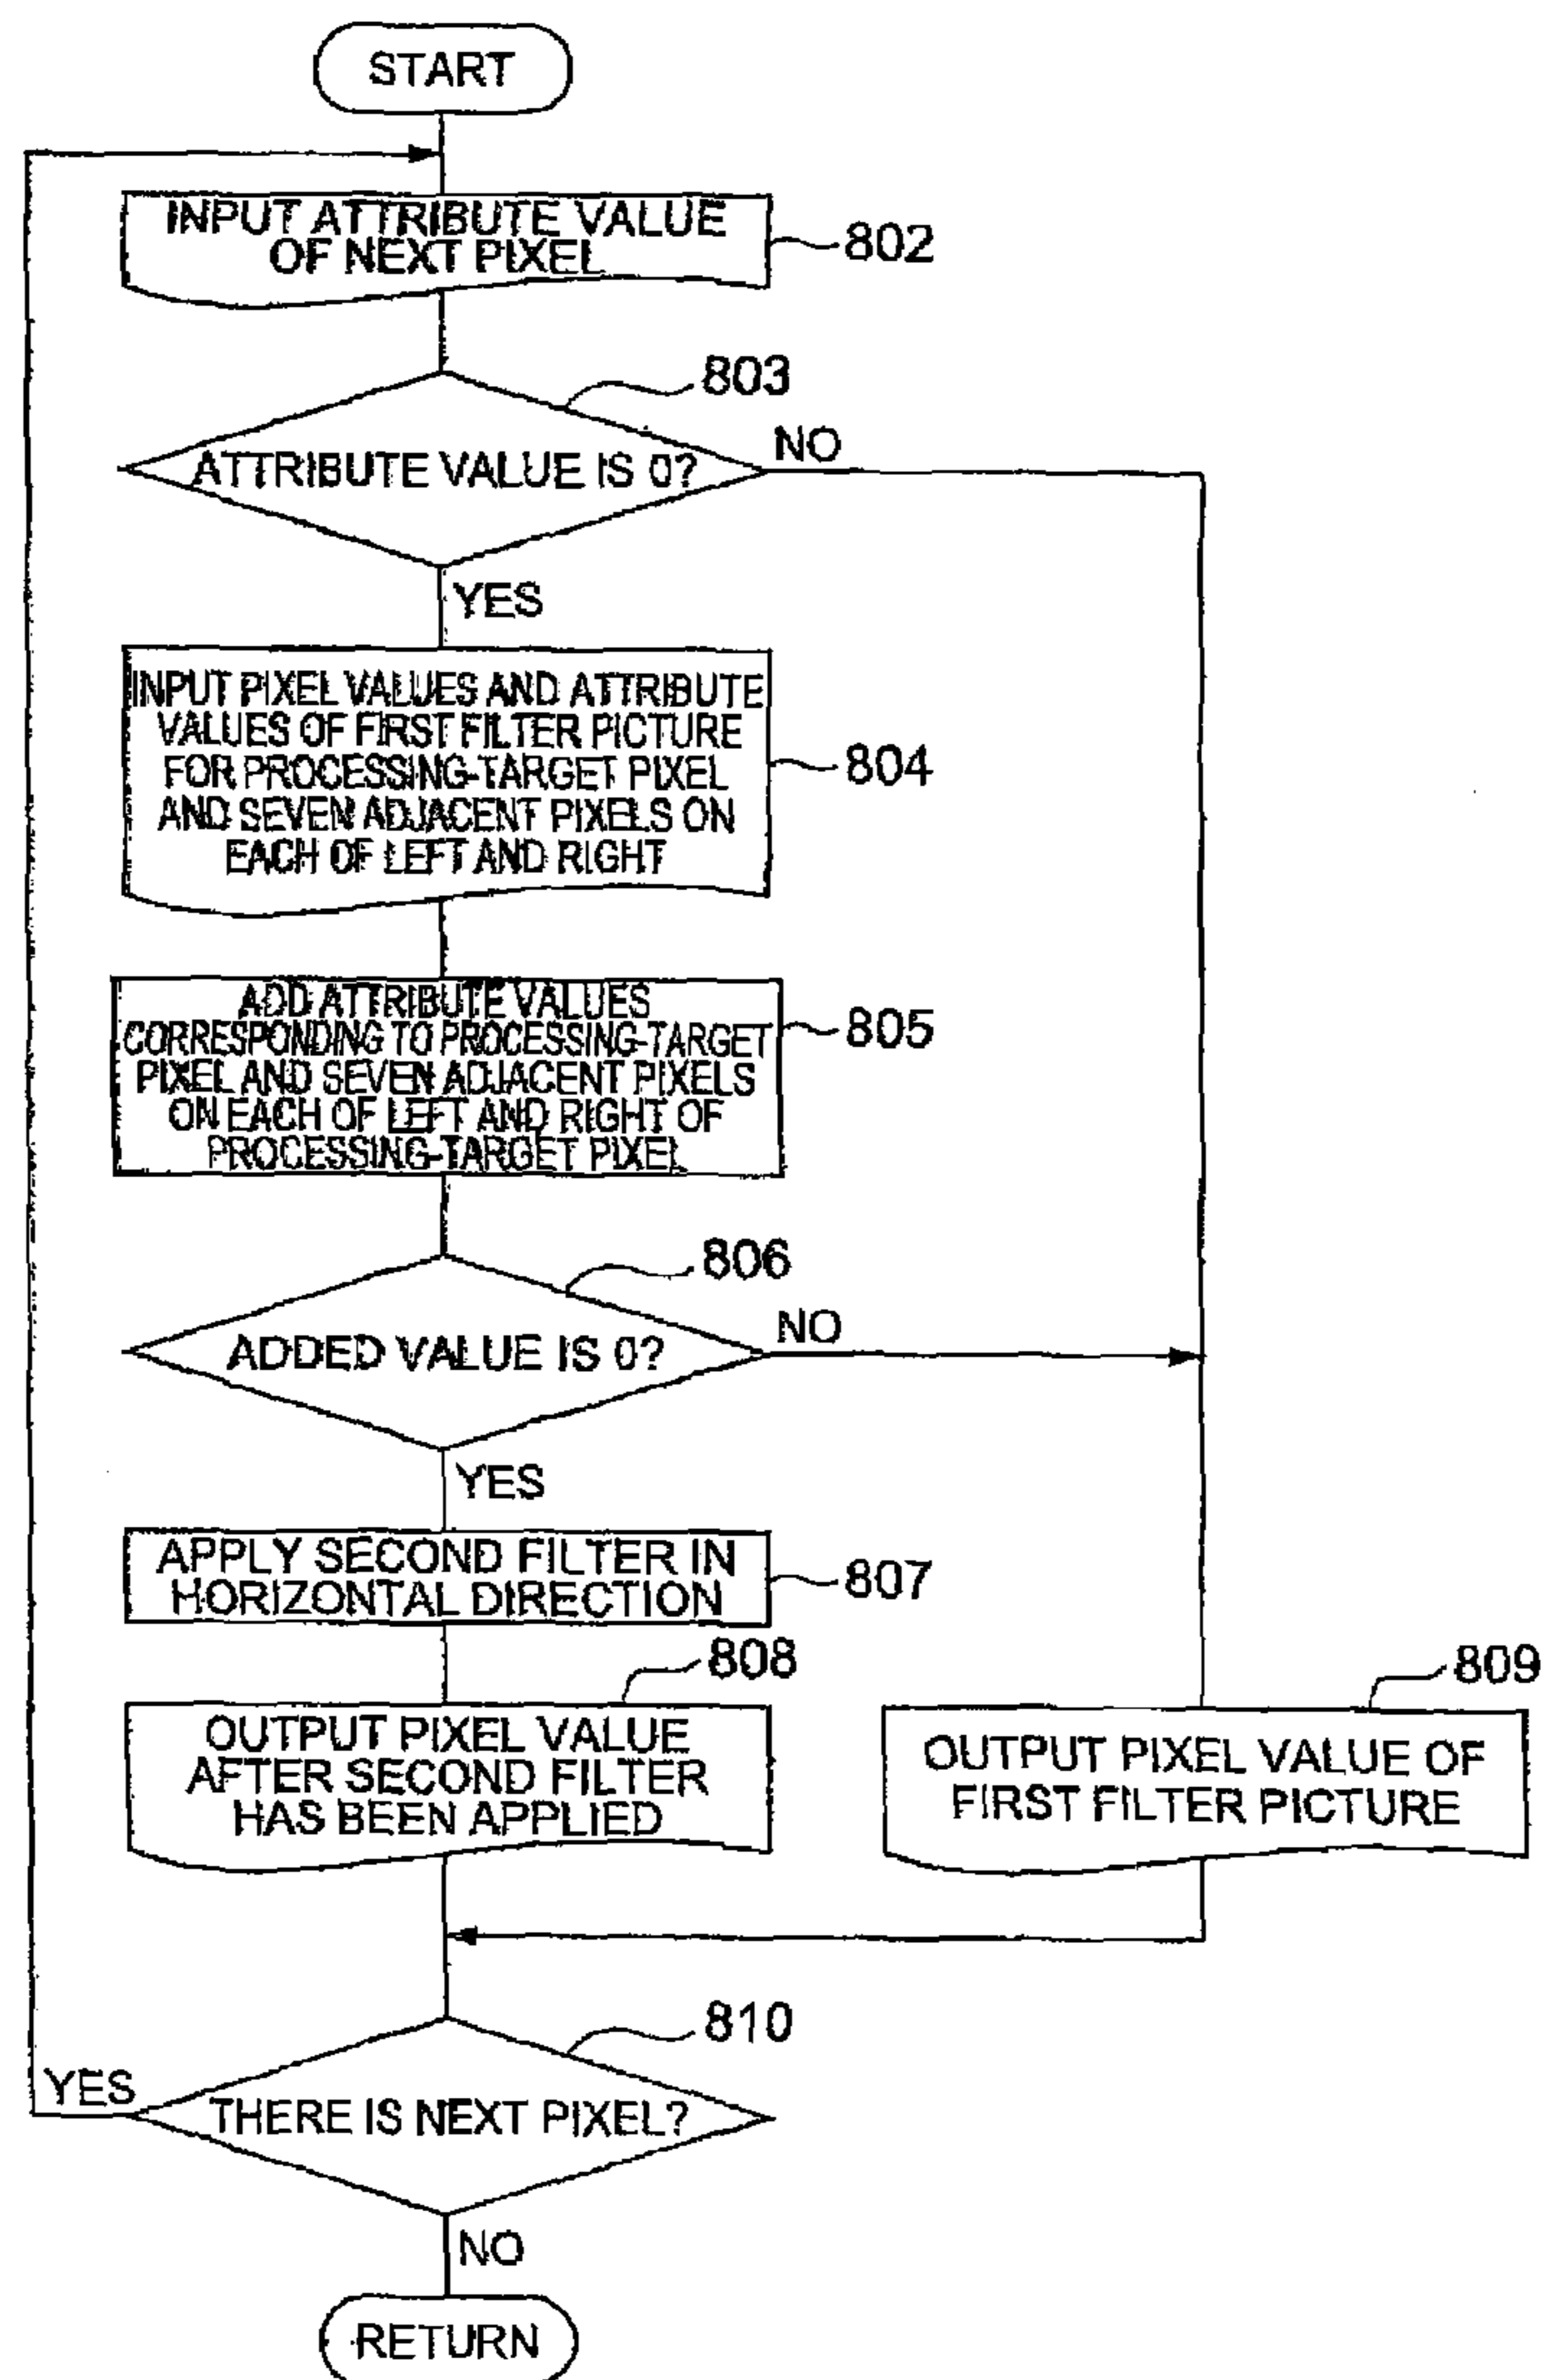 START
INPUT ATTRIBUTE VALUE
OF NEXT PIXEL
802
803
ATTRIBUTE VALUE IS 0?
NO
YES
INPUT PIXEL VALUES AND ATTRIBUTE
VALUES OF FIRST FILTER PICTURE
FOR PROCESSING-TARGET PIXEL
AND SEVEN ADJACENT PIXELS ON
EACH OF LEFT AND RIGHT
804
ADD ATTRIBUTE VALUES
CORRESPONDING TO PROCESSING-TARGET
PIXEL AND SEVEN ADJACENT PIXELS
ON EACH OF LEFT AND RIGHT OF
PROCESSING-TARGET PIXEL
805
806
ADDED VALUE IS 0?
NO
YES
APPLY SECOND FILTER IN
HORIZONTAL DIRECTION
807
808
OUTPUT PIXEL VALUE
AFTER SECOND FILTER
HAS BEEN APPLIED
809
OUTPUT PIXEL VALUE OF
FIRST FILTER PICTURE
810
YES
THERE IS NEXT PIXEL?
NO
RETURN